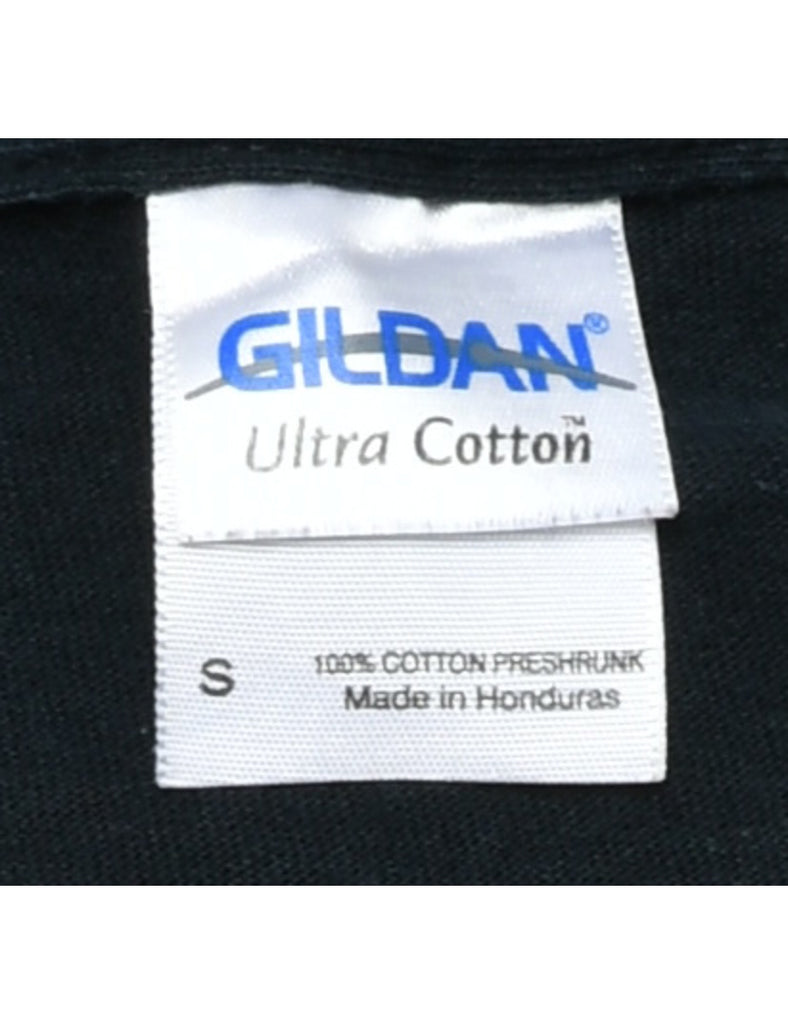 GILDAN®
Ultra Cotton™
S
100% COTTON PRESHRUNK
Made in Honduras